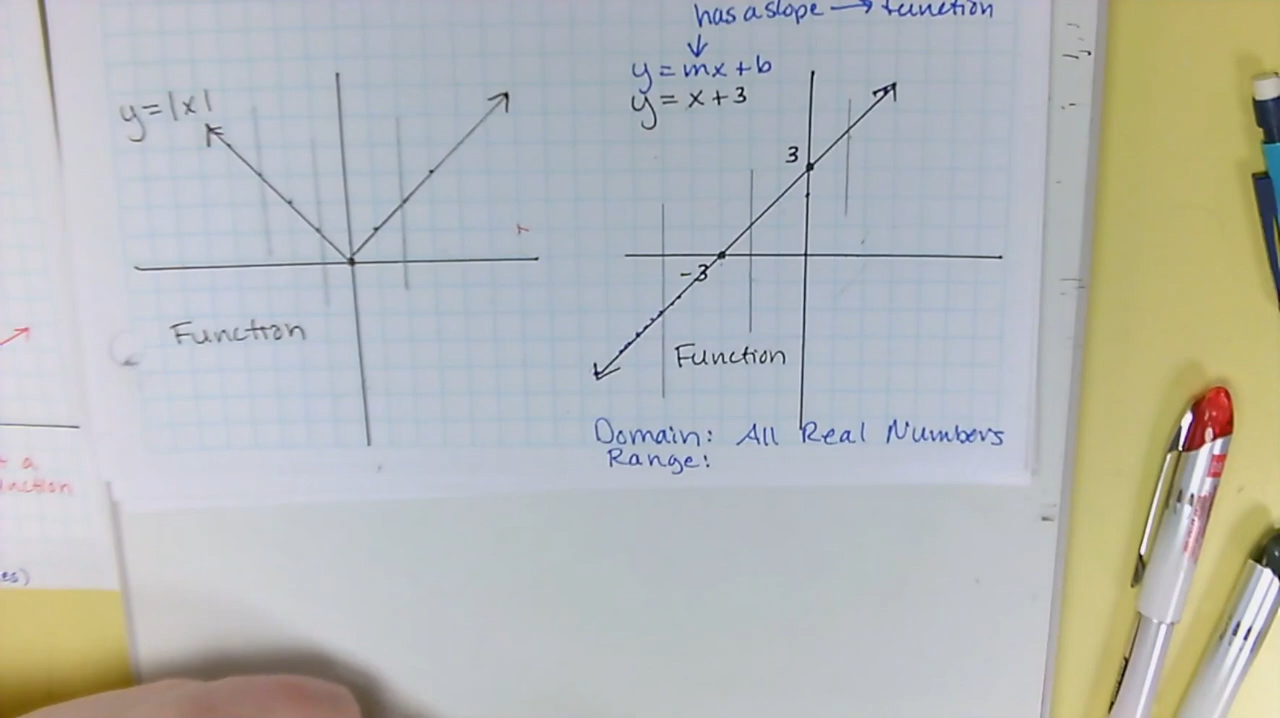 has a slope → function
y = mx + b
y = x + 3
y = |x|
3
-3
Function
Function
Domain: All Real Numbers
Range:
a